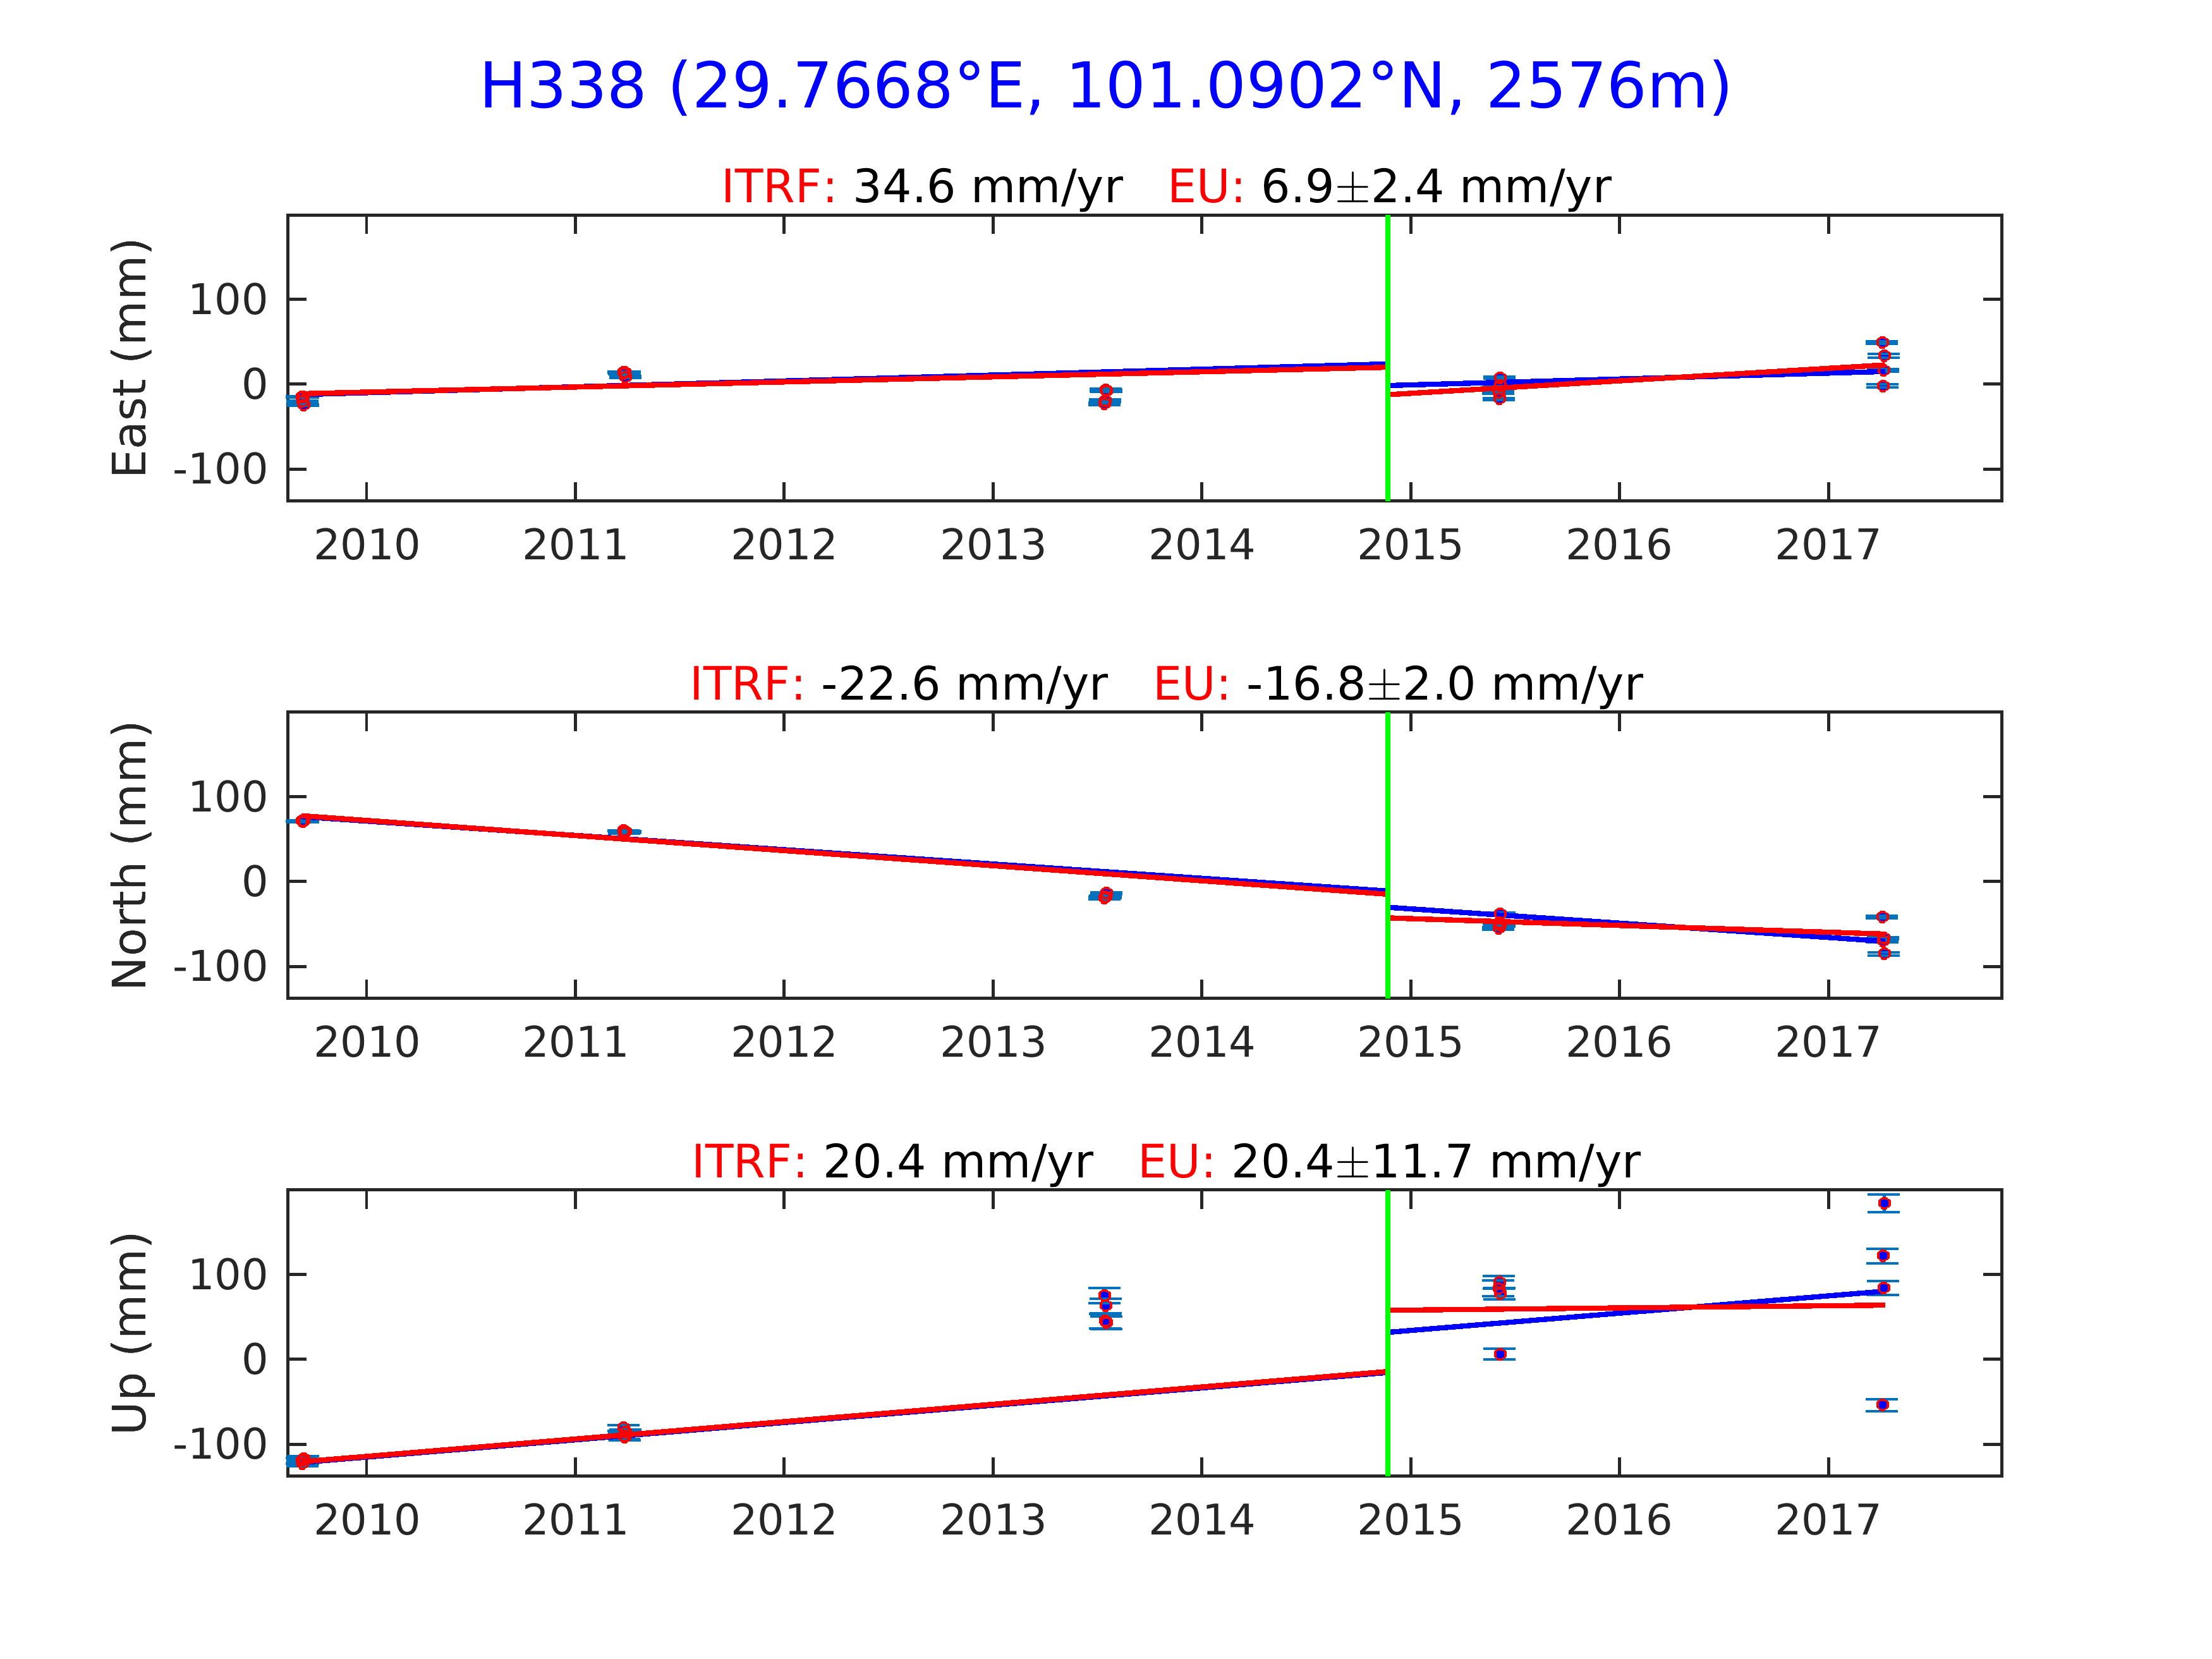 H338 (29.7668°E, 101.0902°N, 2576m)
ITRF: 34.6 mm/yr EU: 6.9±2.4 mm/yr
East (mm)
100
0
-100
2010 2011 2012 2013 2014 2015 2016 2017
ITRF: -22.6 mm/yr EU: -16.8±2.0 mm/yr
North (mm)
100
0
-100
2010 2011 2012 2013 2014 2015 2016 2017
ITRF: 20.4 mm/yr EU: 20.4±11.7 mm/yr
Up (mm)
100
0
-100
2010 2011 2012 2013 2014 2015 2016 2017